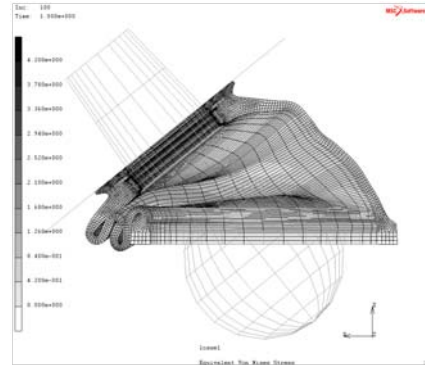 Inc: 100
Time: 1.000e+000
MSC Software
4.200e+000
3.780e+000
3.360e+000
2.940e+000
2.520e+000
2.100e+000
1.680e+000
1.260e+000
8.400e-001
4.200e-001
0.000e+000
lcase1
Equivalent Von Mises Stress